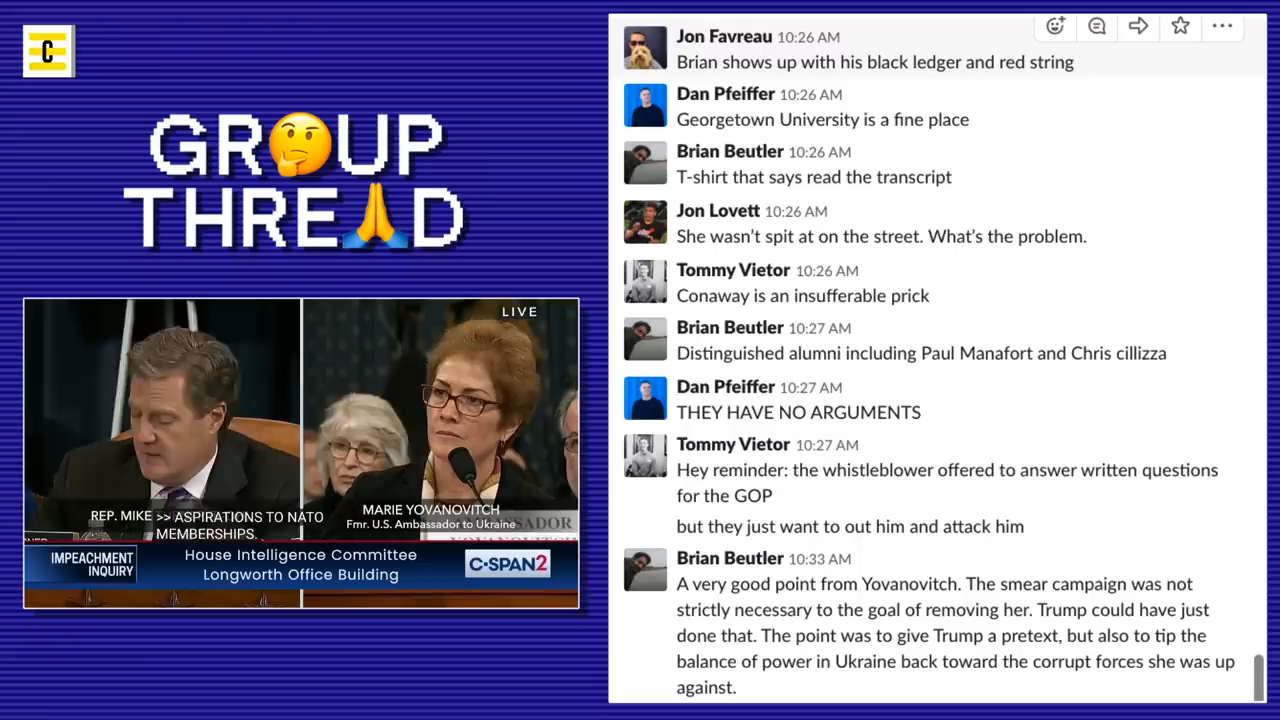 C
GR🤔UP
THRE🙏D
LIVE
REP. MIKE >> ASPIRATIONS TO NATO
MEMBERSHIPS.
MARIE YOVANOVITCH
Fmr. U.S. Ambassador to Ukraine
IMPEACHMENT
INQUIRY
House Intelligence Committee
Longworth Office Building
C-SPAN2
Jon Favreau 10:26 AM
Brian shows up with his black ledger and red string
Dan Pfeiffer 10:26 AM
Georgetown University is a fine place
Brian Beutler 10:26 AM
T-shirt that says read the transcript
Jon Lovett 10:26 AM
She wasn’t spit at on the street. What’s the problem.
Tommy Vietor 10:26 AM
Conaway is an insufferable prick
Brian Beutler 10:27 AM
Distinguished alumni including Paul Manafort and Chris cillizza
Dan Pfeiffer 10:27 AM
THEY HAVE NO ARGUMENTS
Tommy Vietor 10:27 AM
Hey reminder: the whistleblower offered to answer written questions
for the GOP
but they just want to out him and attack him
Brian Beutler 10:33 AM
A very good point from Yovanovitch. The smear campaign was not
strictly necessary to the goal of removing her. Trump could have just
done that. The point was to give Trump a pretext, but also to tip the
balance of power in Ukraine back toward the corrupt forces she was up
against.